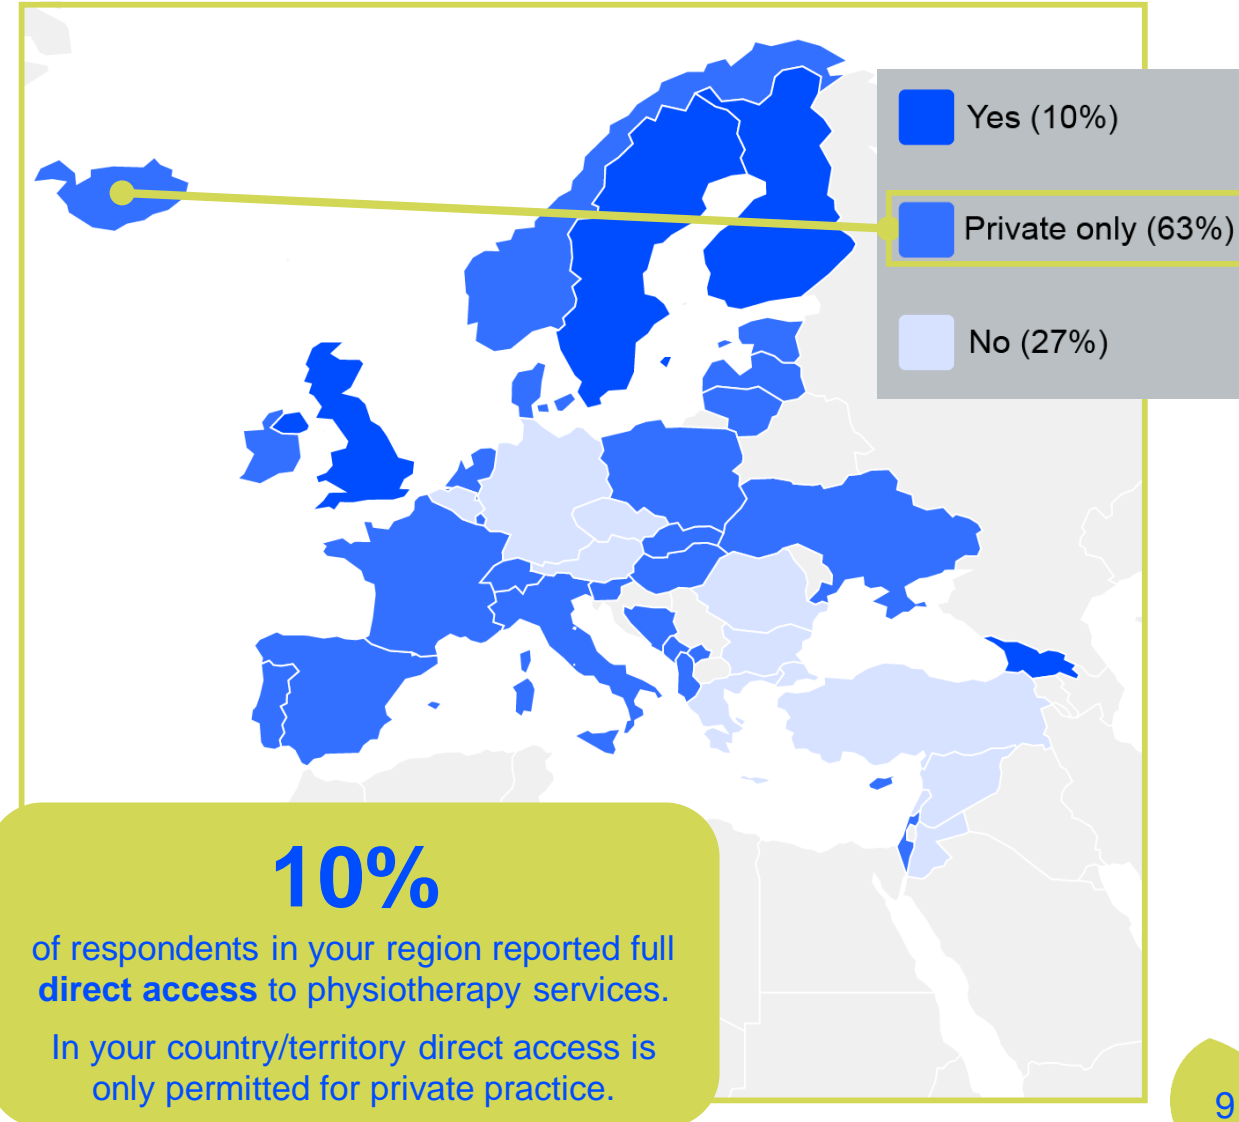 Yes (10%)
Private only (63%)
No (27%)
10%
of respondents in your region reported full
direct access to physiotherapy services.
In your country/territory direct access is
only permitted for private practice.
9